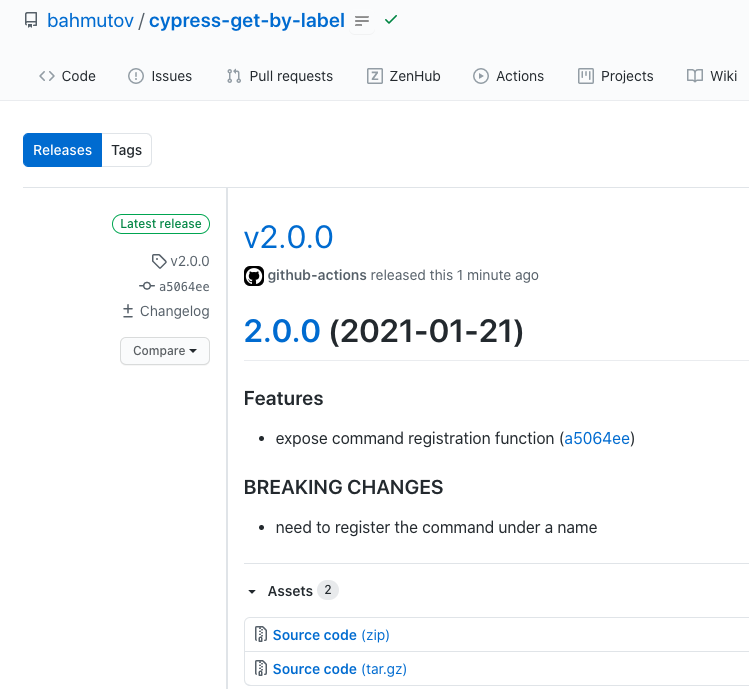 bahmutov / cypress-get-by-label
Code Issues Pull requests ZenHub Actions Projects Wiki
Releases Tags
Latest release
v2.0.0
a5064ee
Changelog
Compare
v2.0.0
github-actions released this 1 minute ago
2.0.0 (2021-01-21)
Features
• expose command registration function (a5064ee)
BREAKING CHANGES
• need to register the command under a name
Assets 2
Source code (zip)
Source code (tar.gz)